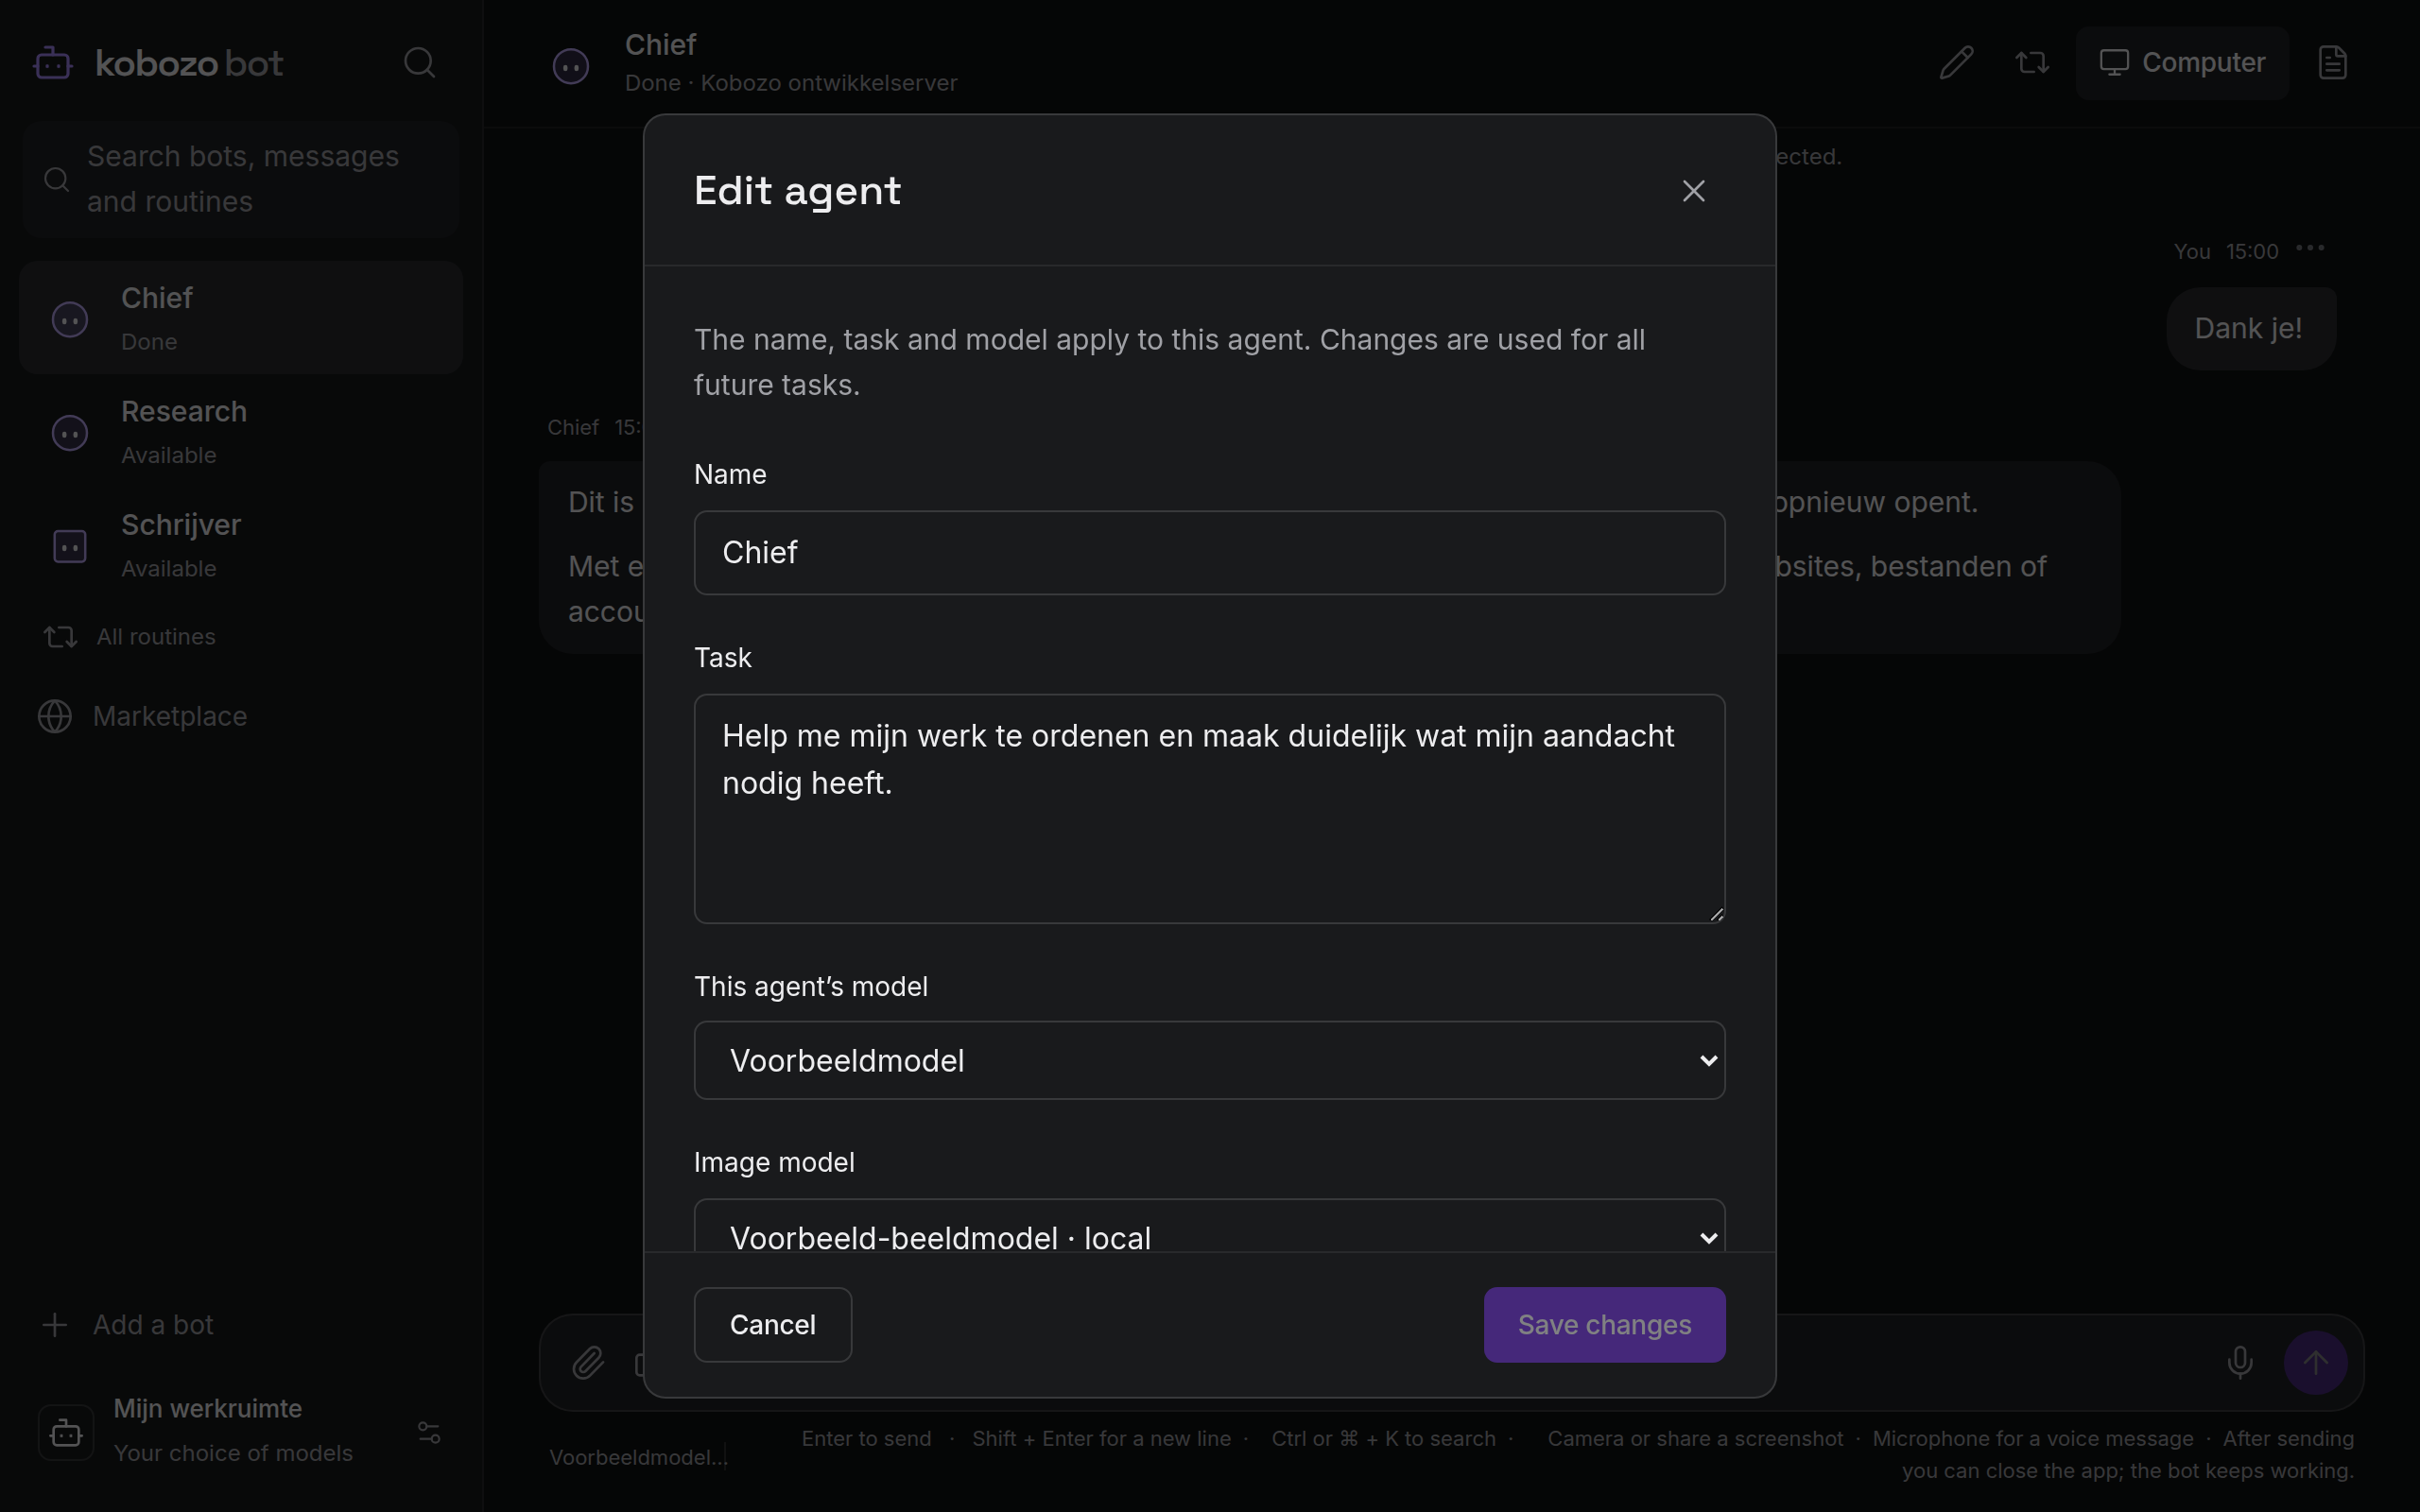 kobozo bot
Search bots, messages
and routines
Chief
Done
Research
Available
Schrijver
Available
All routines
Marketplace
Add a bot
Mijn werkruimte
Your choice of models
Chief
Done · Kobozo ontwikkelserver
Computer
ected.
You 15:00
Dank je!
Chief 15:
Dit is
opnieuw opent.
Met e
bsites, bestanden of
accou
Edit agent
The name, task and model apply to this agent. Changes are used for all
future tasks.
Name
Chief
Task
Help me mijn werk te ordenen en maak duidelijk wat mijn aandacht
nodig heeft.
This agent’s model
Voorbeeldmodel
Image model
Voorbeeld-beeldmodel · local
Cancel
Save changes
Voorbeeldmodel...
Enter to send · Shift + Enter for a new line · Ctrl or ⌘ + K to search · Camera or share a screenshot · Microphone for a voice message · After sending
you can close the app; the bot keeps working.